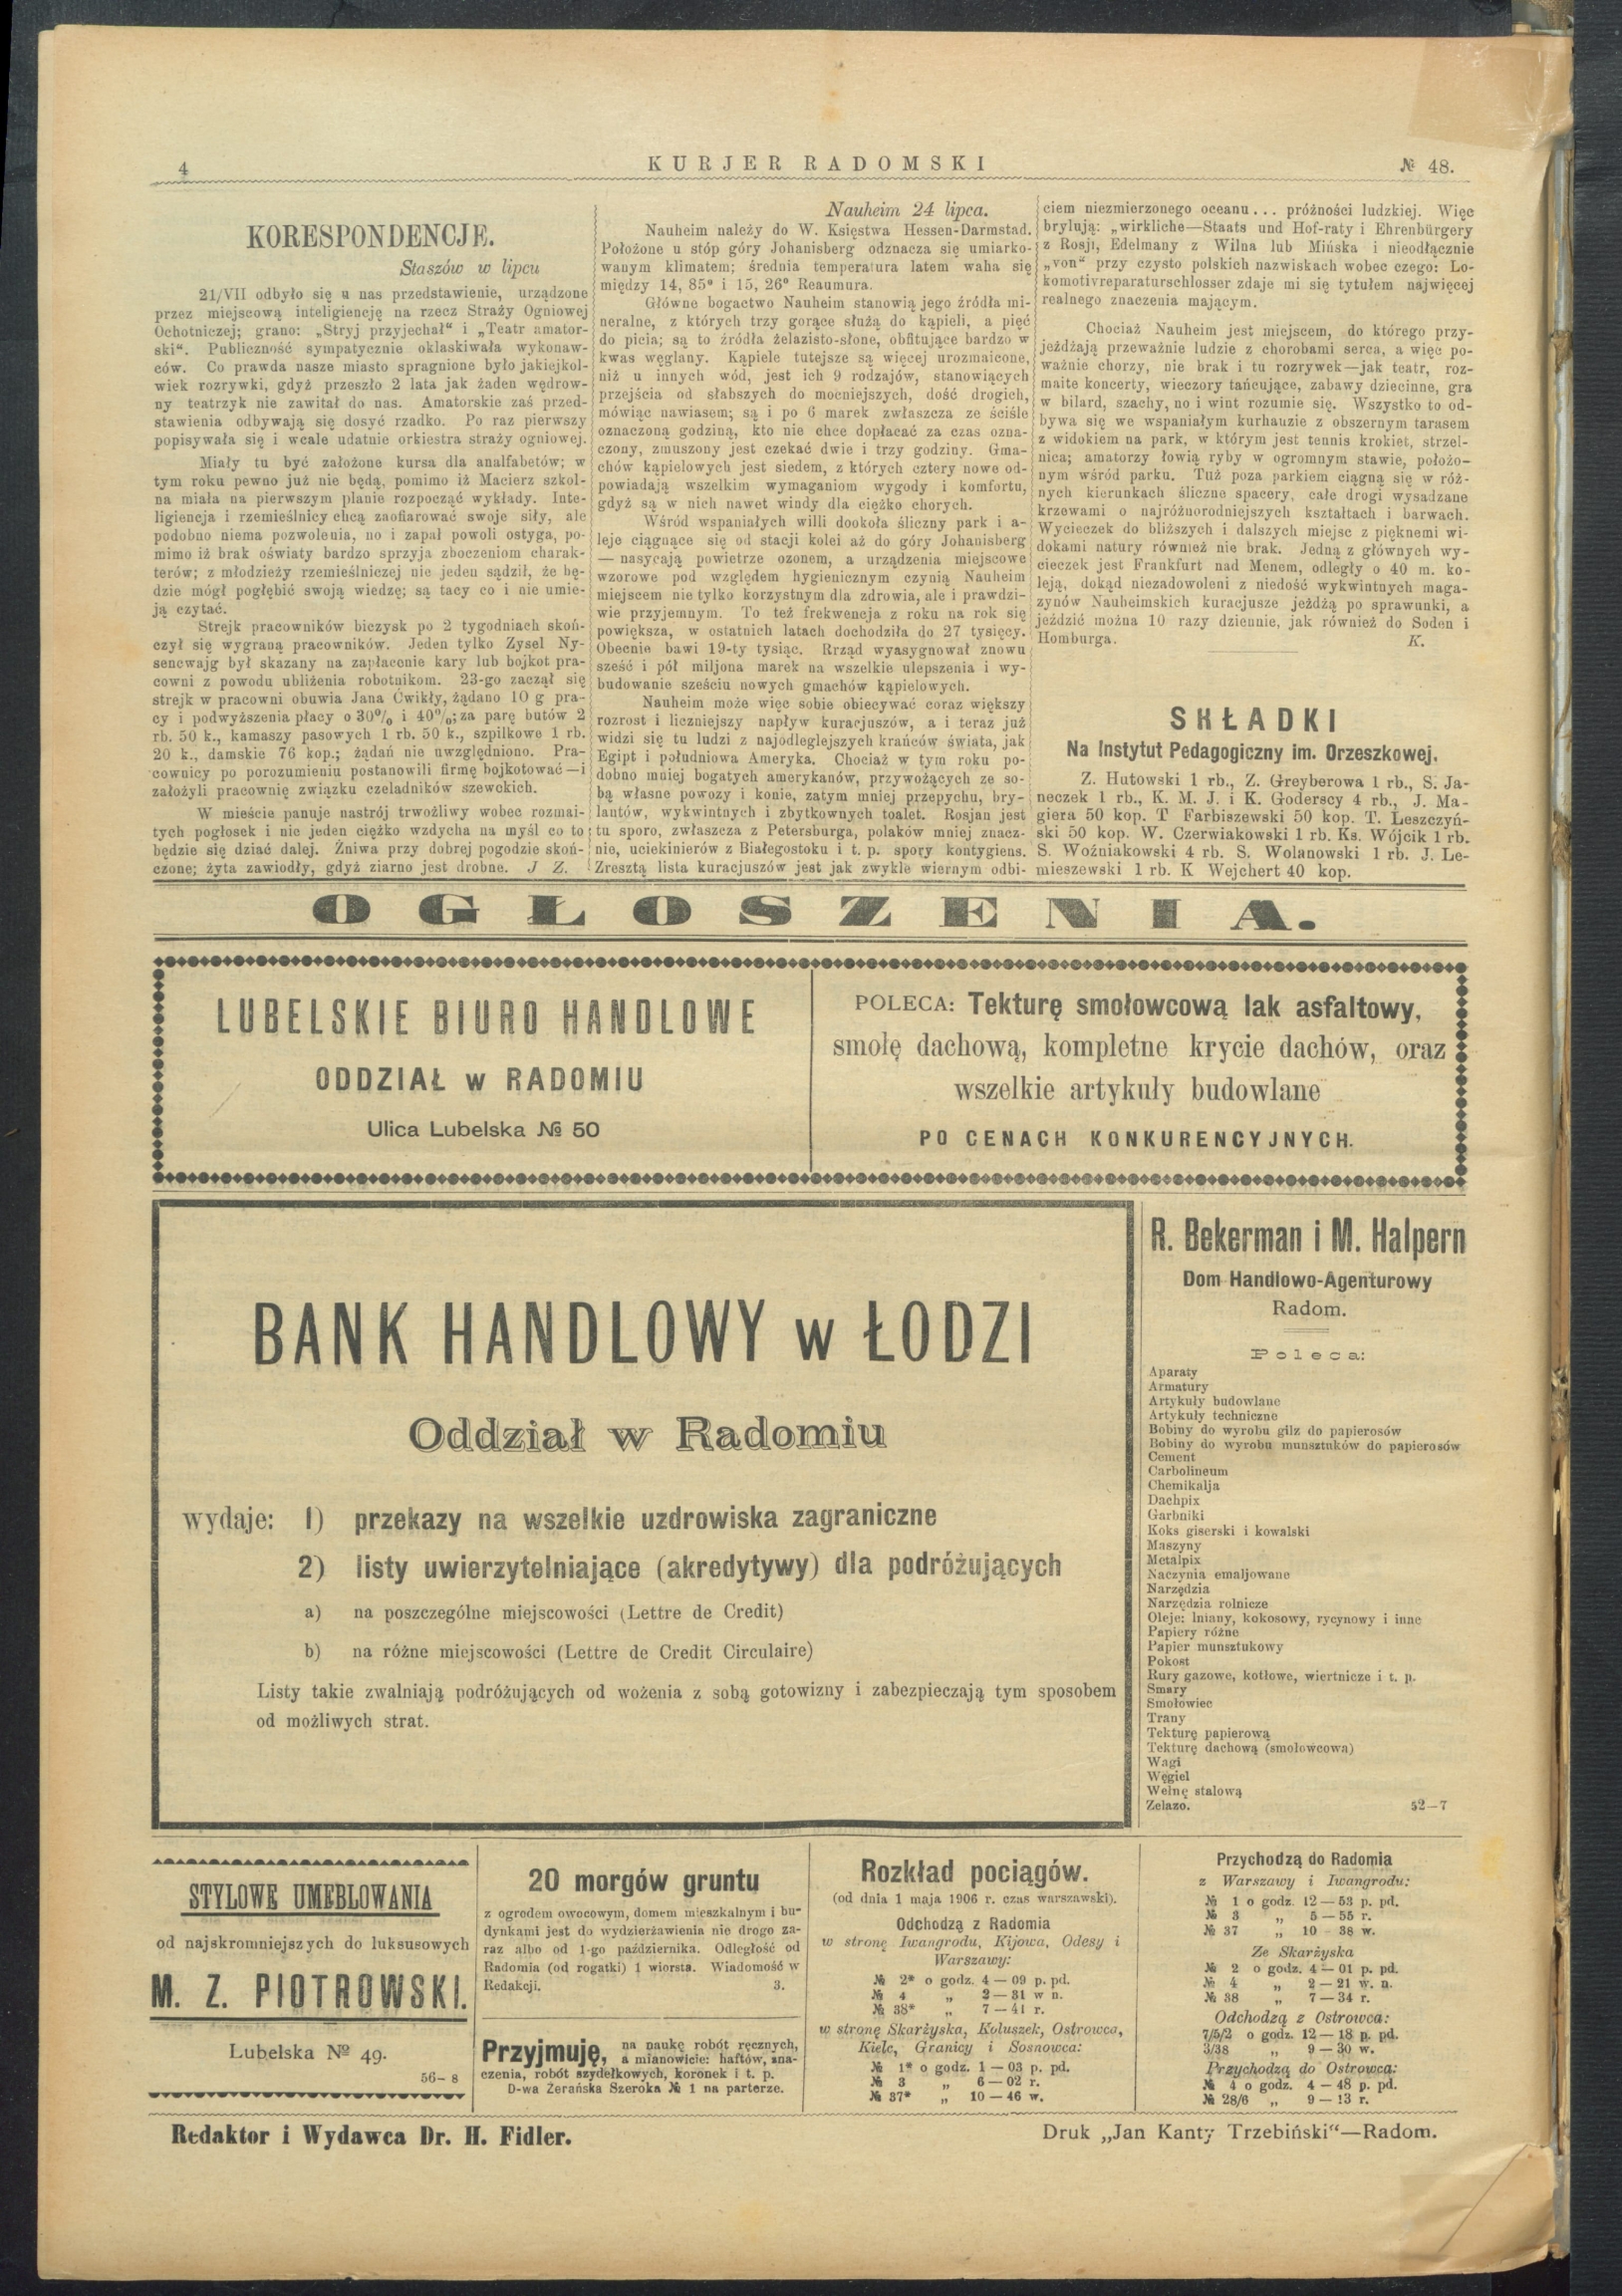 4
KURJER RADOMSKI
№ 48.
KORESPONDENCJE.
Staszów w lipcu
21/VII odbyło się u nas przedstawienie, urządzone
przez miejscową inteligiencję na rzecz Straży Ogniowej
Ochotniczej; grano: „Stryj przyjechał“ i „Teatr amator-
ski“. Publiczność sympatycznie oklaskiwała wykonaw-
ców. Co prawda nasze miasto spragnione było jakiejkol-
wiek rozrywki, gdyż przeszło 2 lata jak żaden wędrow-
ny teatrzyk nie zawitał do nas. Amatorskie zaś przed-
stawienia odbywają się dosyć rzadko. Po raz pierwszy
popisywała się i wcale udatnie orkiestra straży ogniowej.
Miały tu być założone kursa dla analfabetów; w
tym roku pewno już nie będą, pomimo iż Macierz szkol-
na miała na pierwszym planie rozpocząć wykłady. Inte-
ligiencja i rzemieślnicy chcą zaofiarować swoje siły, ale
podobno niema pozwolenia, no i zapał powoli ostyga, po-
mimo iż brak oświaty bardzo sprzyja zboczeniom charak-
terów; z młodzieży rzemieślniczej nie jeden sądził, że bę-
dzie mógł pogłębić swoją wiedzę; są tacy co i nie umie-
ją czytać.
Strejk pracowników biczysk po 2 tygodniach skoń-
czył się wygraną pracowników. Jeden tylko Zysel Ny-
sencwajg był skazany na zapłacenie kary lub bojkot pra-
cowni z powodu ubliżenia robotnikom. 23-go zaczął się
strejk w pracowni obuwia Jana Ćwikły, żądano 10 g pra-
cy i podwyższenia płacy o 30% i 40%; za parę butów 2
rb. 50 k., kamaszy pasowych 1 rb. 50 k., szpilkowe 1 rb.
20 k., damskie 76 kop.; żądań nie uwzględniono. Pra-
cownicy po porozumieniu postanowili firmę bojkotować—i
założyli pracownię związku czeladników szewckich.
W mieście panuje nastrój trwożliwy wobec rozmai-
tych pogłosek i nie jeden ciężko wzdycha na myśl co to
będzie się dziać dalej. Żniwa przy dobrej pogodzie skoń-
czone; żyta zawiodły, gdyż ziarno jest drobne. J Z.
Nauheim 24 lipca.
Nauheim należy do W. Księstwa Hessen-Darmstad.
Położone u stóp góry Johanisberg odznacza się umiarko-
wanym klimatem; średnia temperatura latem waha się
między 14, 85° i 15, 26° Reaumura.
Główne bogactwo Nauheim stanowią jego źródła mi-
neralne, z których trzy gorące służą do kąpieli, a pięć
do picia; są to źródła żelazisto-słone, obfitujące bardzo w
kwas węglany. Kąpiele tutejsze są więcej urozmaicone,
niż u innych wód, jest ich 9 rodzajów, stanowiących
przejścia od słabszych do mocniejszych, dość drogich,
mówiąc nawiasem; są i po 6 marek zwłaszcza ze ściśle
oznaczoną godziną, kto nie chce dopłacać za czas ozna-
czony, zmuszony jest czekać dwie i trzy godziny. Gma-
chów kąpielowych jest siedem, z których cztery nowe od-
powiadają wszelkim wymaganiom wygody i komfortu,
gdyż są w nich nawet windy dla ciężko chorych.
Wśród wspaniałych willi dookoła śliczny park i a-
leje ciągnące się od stacji kolei aż do góry Johanisberg
— nasycają powietrze ozonem, a urządzenia miejscowe
wzorowe pod względem hygienicznym czynią Nauheim
miejscem nie tylko korzystnym dla zdrowia, ale i prawdzi-
wie przyjemnym. To też frekwencja z roku na rok się
powiększa, w ostatnich latach dochodziła do 27 tysięcy.
Obecnie bawi 19-ty tysiąc. Rrząd wyasygnował znowu
sześć i pół miljona marek na wszelkie ulepszenia i wy-
budowanie sześciu nowych gmachów kąpielowych.
Nauheim może więc sobie obiecywać coraz większy
rozrost i liczniejszy napływ kuracjuszów, a i teraz już
widzi się tu ludzi z najodleglejszych krańców świata, jak
Egipt i południowa Ameryka. Chociaż w tym roku po-
dobno mniej bogatych amerykanów, przywożących ze so-
bą własne powozy i konie, zatym mniej przepychu, bry-
lantów, wykwintnych i zbytkownych toalet. Rosjan jest
tu sporo, zwłaszcza z Petersburga, polaków mniej znacz-
nie, uciekinierów z Białegostoku i t. p. spory kontygiens.
Zresztą lista kuracjuszów jest jak zwykle wiernym odbi-
ciem niezmierzonego oceanu... próżności ludzkiej. Więc
brylują: „wirkliche—Staats und Hof-raty i Ehrenbürgery
z Rosji, Edelmany z Wilna lub Mińska i nieodłącznie
„von“ przy czysto polskich nazwiskach wobec czego: Lo-
komotivreparaturschlosser zdaje mi się tytułem najwięcej
realnego znaczenia mającym.
Chociaż Nauheim jest miejscem, do którego przy-
jeżdżają przeważnie ludzie z chorobami serca, a więc po-
ważnie chorzy, nie brak i tu rozrywek—jak teatr, roz-
maite koncerty, wieczory tańcujące, zabawy dziecinne, gra
w bilard, szachy, no i wint rozumie się. Wszystko to od-
bywa się we wspaniałym kurhauzie z obszernym tarasem
z widokiem na park, w którym jest tennis krokiet, strzel-
nica; amatorzy łowią ryby w ogromnym stawie, położo-
nym wśród parku. Tuż poza parkiem ciągną się w róż-
nych kierunkach śliczne spacery, całe drogi wysadzane
krzewami o najróżnorodniejszych kształtach i barwach.
Wycieczek do bliższych i dalszych miejsc z pięknemi wi-
dokami natury również nie brak. Jedną z głównych wy-
cieczek jest Frankfurt nad Menem, odległy o 40 m. ko-
leją, dokąd niezadowoleni z niedość wykwintnych maga-
zynów Nauheimskich kuracjusze jeżdżą po sprawunki, a
jeździć można 10 razy dziennie, jak również do Soden i
Homburga. K.
SKŁADKI
Na Instytut Pedagogiczny im. Orzeszkowej.
Z. Hutowski 1 rb., Z. Greyberowa 1 rb., S. Ja-
neczek 1 rb., K. M. J. i K. Goderscy 4 rb., J. Ma-
giera 50 kop. T Farbiszewski 50 kop. T. Leszczyń-
ski 50 kop. W. Czerwiakowski 1 rb. Ks. Wójcik 1 rb.
S. Woźniakowski 4 rb. S. Wolanowski 1 rb. J. Le-
mieszewski 1 rb. K Wejchert 40 kop.
OGŁOSZENIA.
LUBELSKIE BIURO HANDLOWE
ODDZIAŁ w RADOMIU
Ulica Lubelska № 50
POLECA: Tekturę smołowcową lak asfaltowy,
smołę dachową, kompletne krycie dachów, oraz
wszelkie artykuły budowlane
PO CENACH KONKURENCYJNYCH.
BANK HANDLOWY w ŁODZI
Oddział w Radomiu
wydaje: 1) przekazy na wszelkie uzdrowiska zagraniczne
2) listy uwierzytelniające (akredytywy) dla podróżujących
a) na poszczególne miejscowości (Lettre de Credit)
b) na różne miejscowości (Lettre de Credit Circulaire)
Listy takie zwalniają podróżujących od wożenia z sobą gotowizny i zabezpieczają tym sposobem
od możliwych strat.
R. Bekerman i M. Halpern
Dom Handlowo-Agenturowy
Radom.
Poleca:
Aparaty
Armatury
Artykuły budowlane
Artykuły techniczne
Bobiny do wyrobu gilz do papierosów
Bobiny do wyrobu munsztuków do papierosów
Cement
Carbolineum
Chemikalja
Dachpix
Garbniki
Koks giserski i kowalski
Maszyny
Metalpix
Naczynia emaljowane
Narzędzia
Narzędzia rolnicze
Oleje: lniany, kokosowy, rycynowy i inne
Papiery różne
Papier munsztukowy
Pokost
Rury gazowe, kotłowe, wiertnicze i t. p.
Smary
Smołowiec
Trany
Tekturę papierową
Tekturę dachową (smołowcową)
Wagi
Węgiel
Wełnę stalową
Żelazo. 52—7
STYLOWE UMEBLOWANIA
od najskromniejszych do luksusowych
M. Z. PIOTROWSKI.
Lubelska № 49.
56—8
20 morgów gruntu
z ogrodem owocowym, domem mieszkalnym i bu-
dynkami jest do wydzierżawienia nie drogo za-
raz albo od 1-go października. Odległość od
Radomia (od rogatki) 1 wiorsta. Wiadomość w
Redakcji. 3.
Przyjmuję, na naukę robót ręcznych,
a mianowicie: haftów, zna-
czenia, robót szydełkowych, koronek i t. p.
D-wa Żerańska Szeroka № 1 na parterze.
Rozkład pociągów.
(od dnia 1 maja 1906 r. czas warszawski).
Odchodzą z Radomia
w stronę Iwangrodu, Kijowa, Odesy i
Warszawy:
№ 2* o godz. 4—09 p. pd.
№ 4 „ 2—31 w n.
№ 38* „ 7—41 r.
w stronę Skarżyska, Koluszek, Ostrowca,
Kielc, Granicy i Sosnowca:
№ 1* o godz. 1—03 p. pd.
№ 3 „ 6—02 r.
№ 37* „ 10—46 w.
Przychodzą do Radomia
z Warszawy i Iwangrodu:
№ 1 o godz. 12—53 p. pd.
№ 3 „ 5—55 r.
№ 37 „ 10 38 w.
Ze Skarżyska
№ 2 o godz. 4—01 p. pd.
№ 4 „ 2—21 w. n.
№ 38 „ 7—34 r.
Odchodzą z Ostrowca:
7/5/2 o godz. 12—18 p. pd.
3/38 „ 9—30 w.
Przychodzą do Ostrowca:
№ 4 o godz. 4—48 p. pd.
№ 28/6 „ 9—13 r.
Redaktor i Wydawca Dr. H. Fidler.
Druk „Jan Kanty Trzebiński“—Radom.